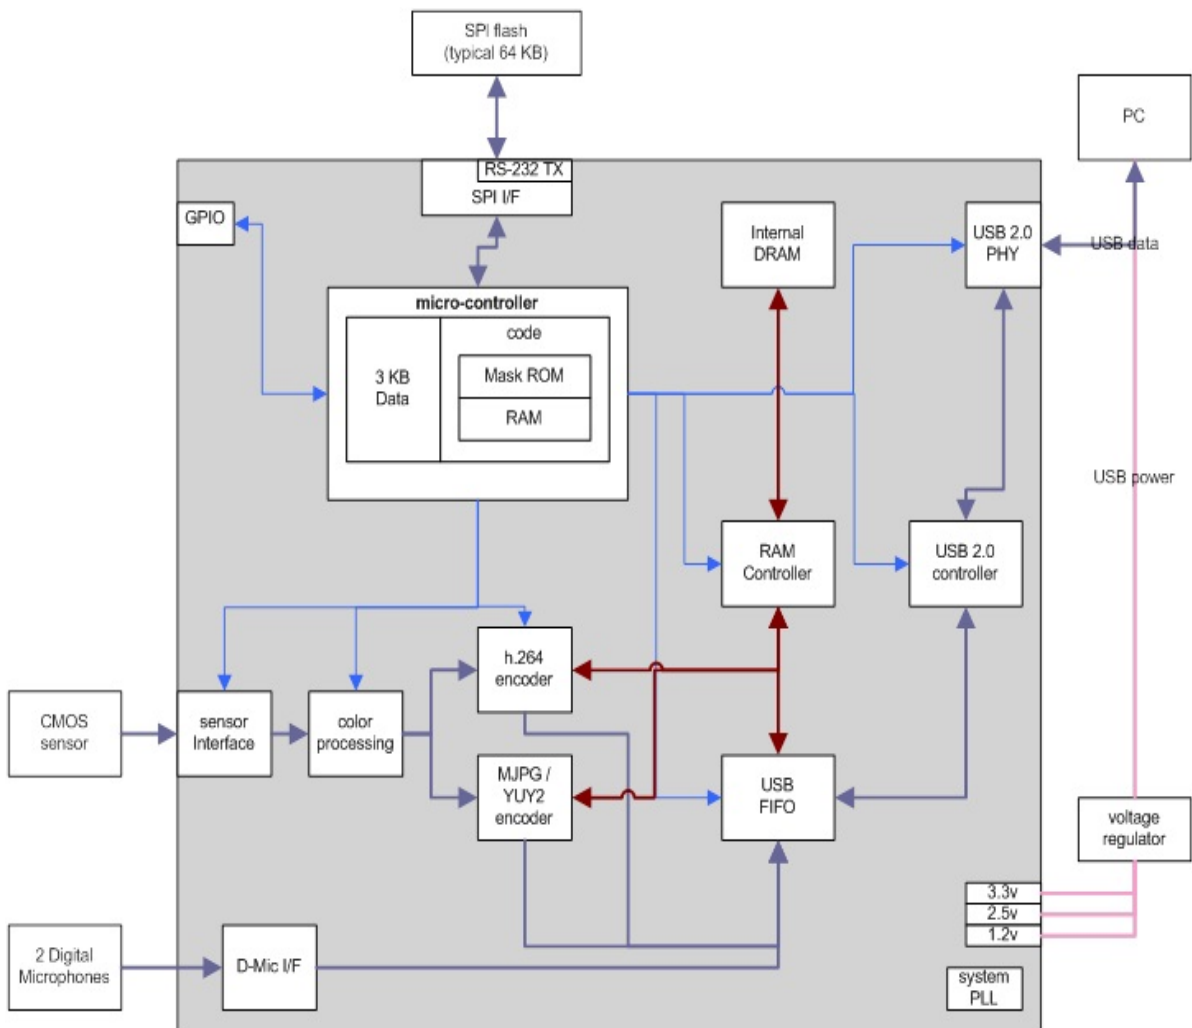 SPI flash
(typical 64 KB)
PC
RS-232 TX
SPI I/F
GPIO
Internal
DRAM
USB 2.0
PHY
USB data
micro-controller
code
3 KB
Data
Mask ROM
RAM
USB power
RAM
Controller
USB 2.0
controller
h.264
encoder
CMOS
sensor
sensor
Interface
color
processing
MJPG /
YUY2
encoder
USB
FIFO
voltage
regulator
3.3v
2.5v
1.2v
2 Digital
Microphones
D-Mic I/F
system
PLL